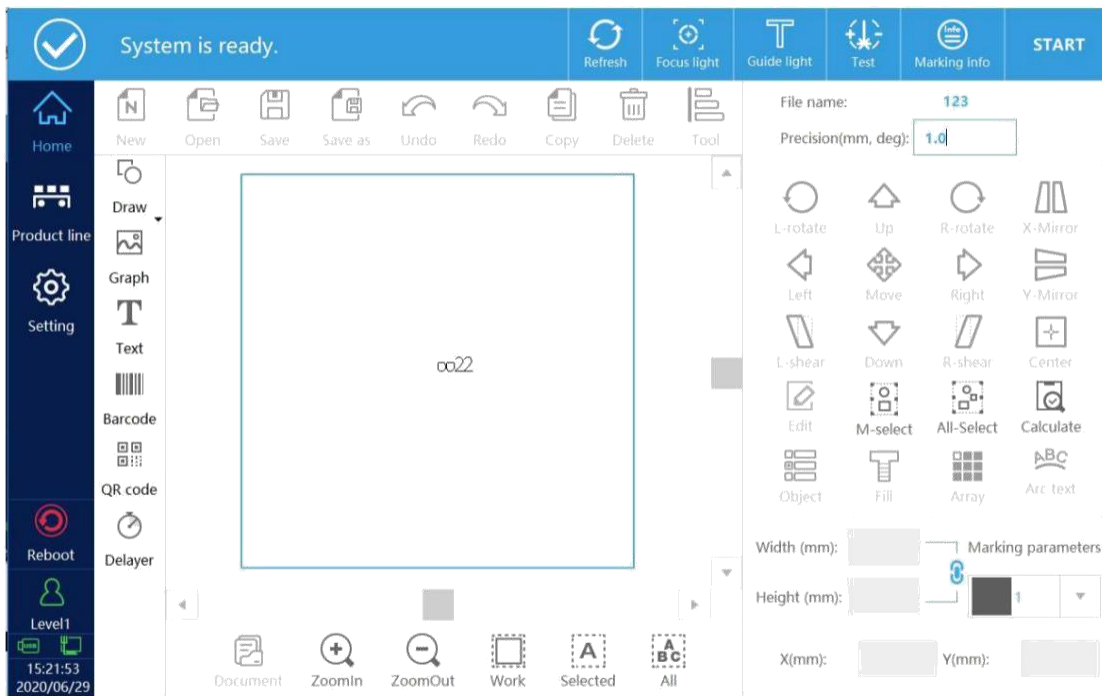 System is ready.
Refresh
Focus light
Guide light
Test
Info
Marking info
START
Home
Product line
Setting
Reboot
Level1
USB
15:21:53
2020/06/29
N
New
Open
Save
Save as
Undo
Redo
Copy
Delete
Tool
Draw
Graph
T
Text
Barcode
QR code
Delayer
∞22
Document
ZoomIn
ZoomOut
Work
A
Selected
A
B C
All
File name: 123
Precision(mm, deg): 1.0
L-rotate Up R-rotate X-Mirror
Left Move Right Y-Mirror
L-shear Down R-shear Center
Edit M-select All-Select Calculate
ABC
Object Fill Array Arc text
Width (mm): Marking parameters
Height (mm): 1
X(mm): Y(mm):